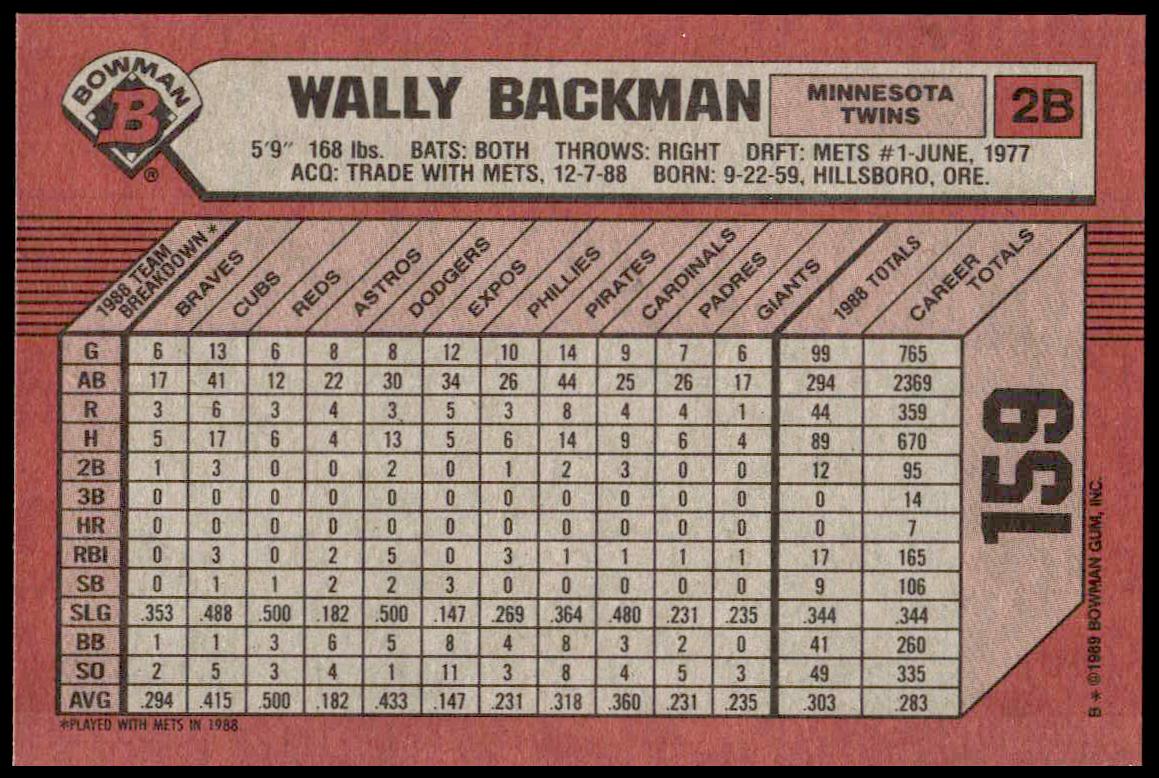 BOWMAN
B
®
WALLY BACKMAN
MINNESOTA
TWINS
2B
5'9" 168 lbs. BATS: BOTH THROWS: RIGHT DRFT: METS #1-JUNE, 1977
ACQ: TRADE WITH METS, 12-7-88 BORN: 9-22-59, HILLSBORO, ORE.
1988 TEAM BREAKDOWN* BRAVES CUBS REDS ASTROS DODGERS EXPOS PHILLIES PIRATES CARDINALS PADRES GIANTS 1988 TOTALS CAREER TOTALS
G 6 13 6 8 8 12 10 14 9 7 6 99 765
AB 17 41 12 22 30 34 26 44 25 26 17 294 2369
R 3 6 3 4 3 5 3 8 4 4 1 44 359
H 5 17 6 4 13 5 6 14 9 6 4 89 670
2B 1 3 0 0 2 0 1 2 3 0 0 12 95
3B 0 0 0 0 0 0 0 0 0 0 0 0 14
HR 0 0 0 0 0 0 0 0 0 0 0 0 7
RBI 0 3 0 2 5 0 3 1 1 1 1 17 165
SB 0 1 1 2 2 3 0 0 0 0 0 9 106
SLG .353 .488 .500 .182 .500 .147 .269 .364 .480 .231 .235 .344 .344
BB 1 1 3 6 5 8 4 8 3 2 0 41 260
SO 2 5 3 4 1 11 3 8 4 5 3 49 335
AVG .294 .415 .500 .182 .433 .147 .231 .318 .360 .231 .235 .303 .283
*PLAYED WITH METS IN 1988
159
B * ©1989 BOWMAN GUM, INC.